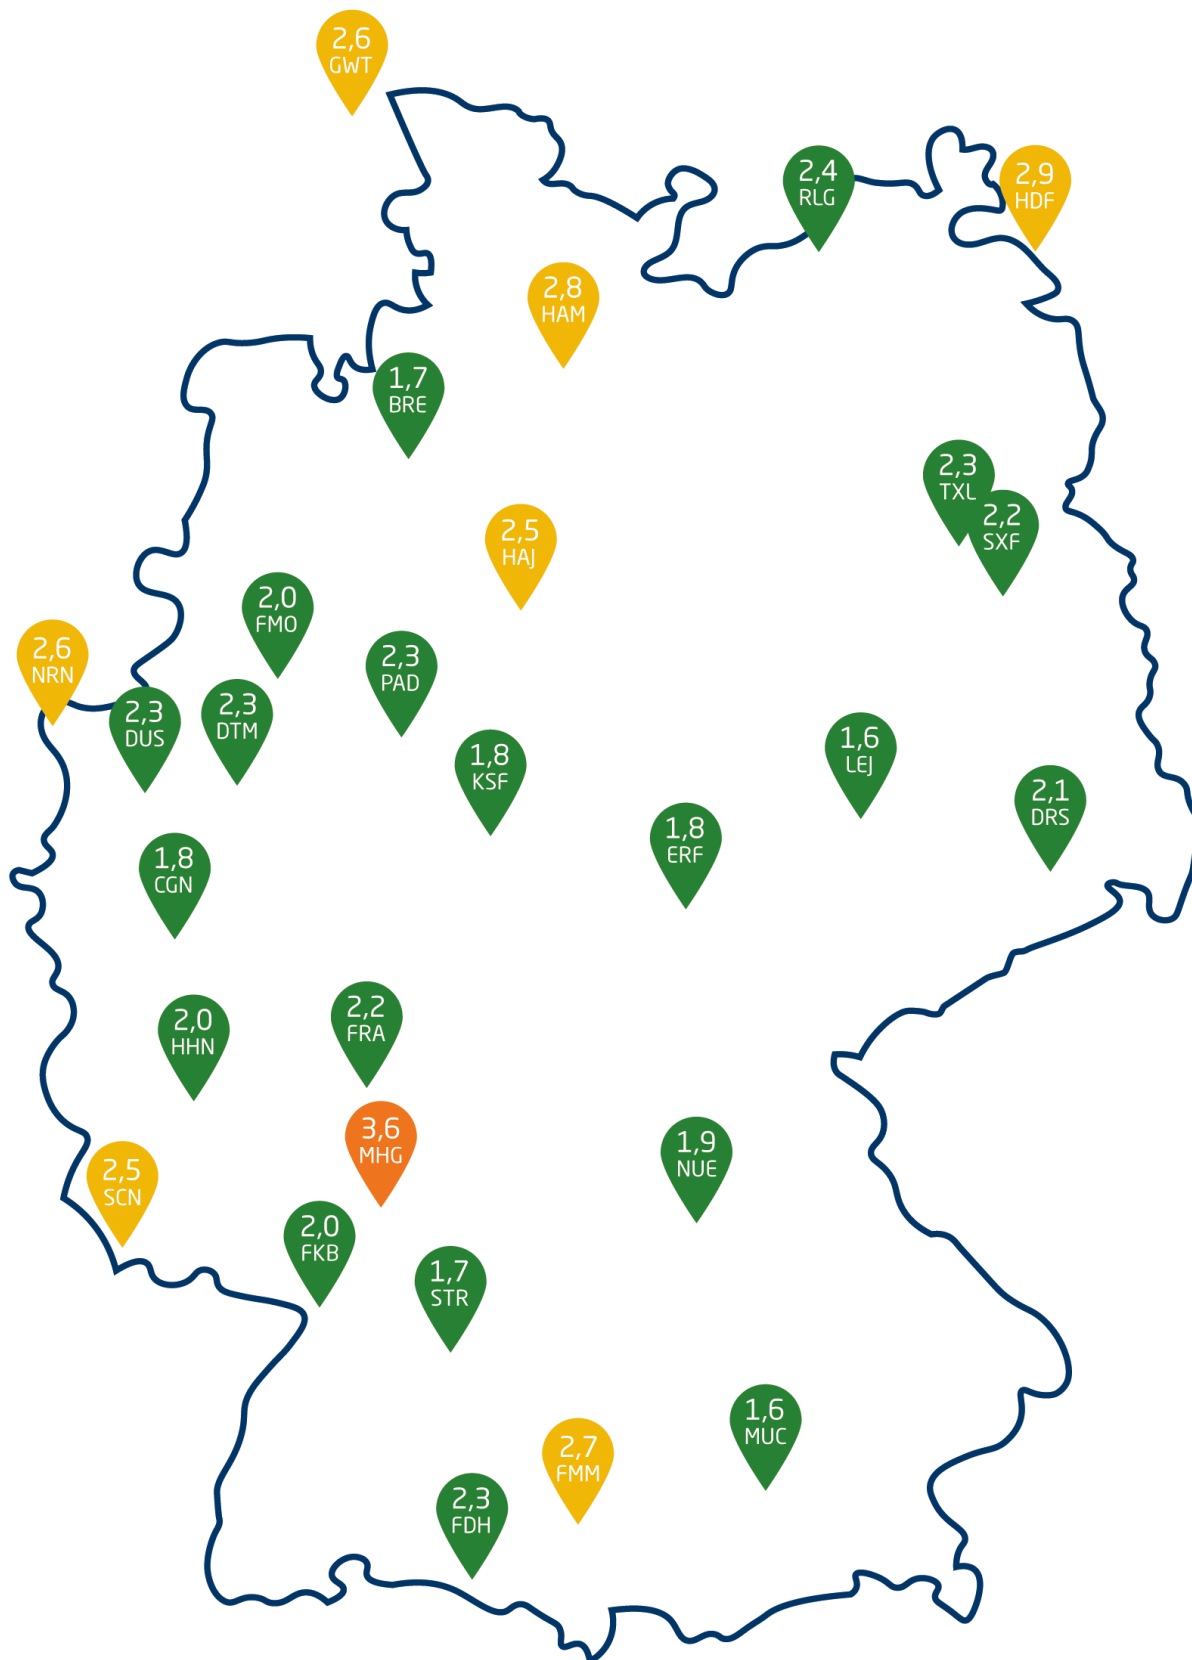 2,6
GWT
2,4
RLG
2,9
HDF
2,8
HAM
1,7
BRE
2,3
TXL
2,2
SXF
2,5
HAJ
2,0
FMO
2,6
NRN
2,3
PAD
2,3
DUS
2,3
DTM
1,8
KSF
1,6
LEJ
2,1
DRS
1,8
ERF
1,8
CGN
2,0
HHN
2,2
FRA
3,6
MHG
1,9
NUE
2,5
SCN
2,0
FKB
1,7
STR
1,6
MUC
2,7
FMM
2,3
FDH